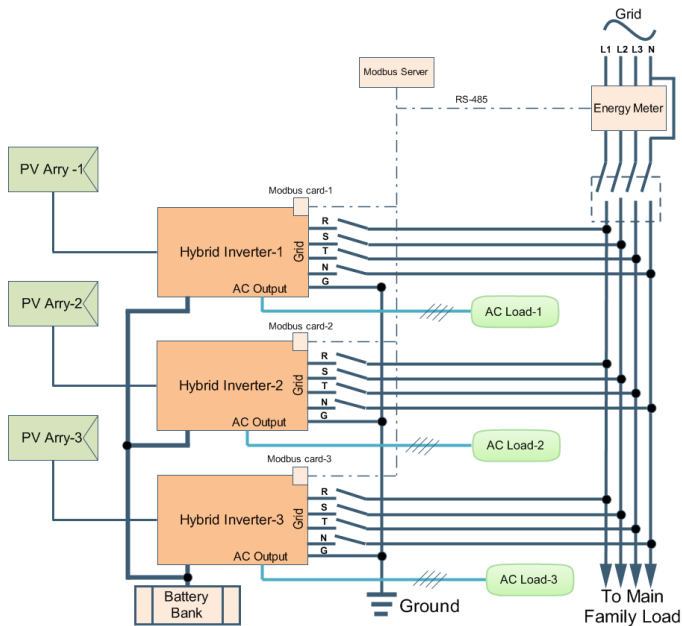 Grid
L1 L2 L3 N
Modbus Server
RS-485
Energy Meter
PV Arry -1
Modbus card-1
R
Hybrid Inverter-1
Grid
S
T
N
AC Output
G
AC Load-1
PV Arry-2
Modbus card-2
R
Hybrid Inverter-2
Grid
S
T
N
AC Output
G
AC Load-2
PV Arry-3
Modbus card-3
R
Hybrid Inverter-3
Grid
S
T
N
AC Output
G
AC Load-3
Battery
Bank
Ground
To Main
Family Load